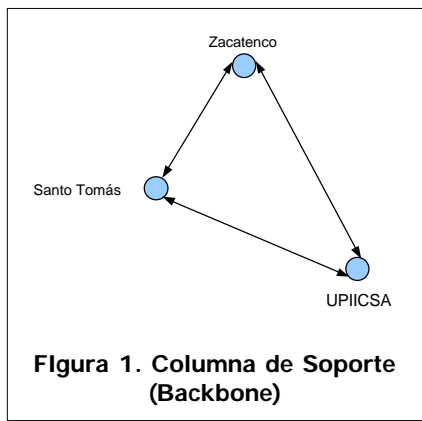 Zacatenco
Santo Tomás
UPIICSA
FIgura 1. Columna de Soporte
(Backbone)